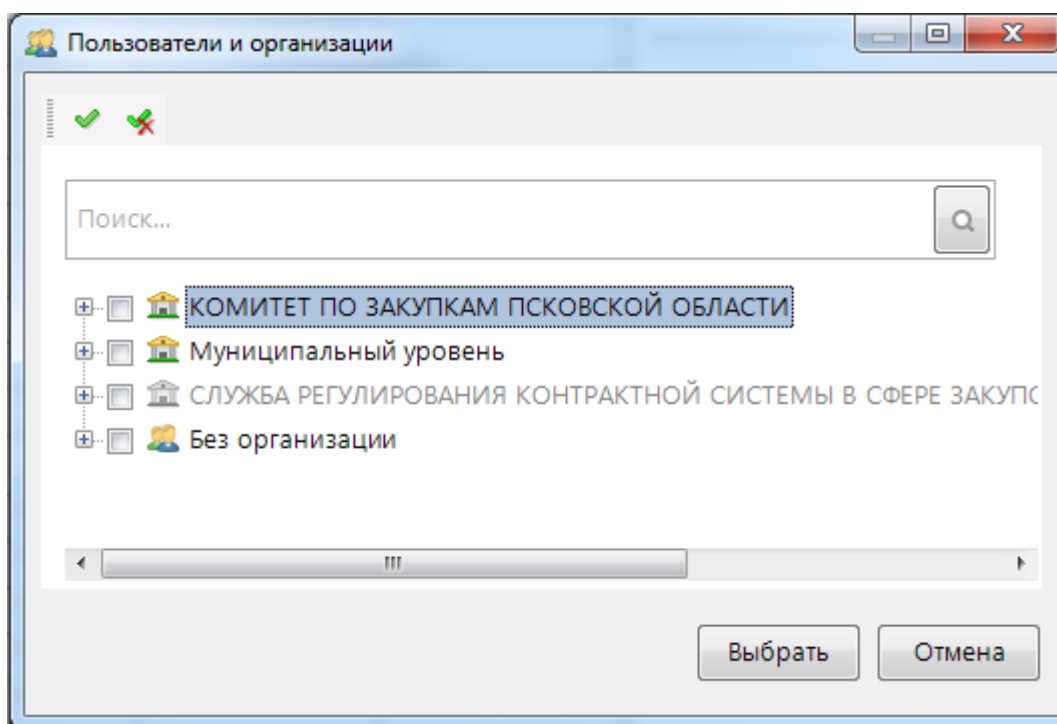 Пользователи и организации
Поиск...
КОМИТЕТ ПО ЗАКУПКАМ ПСКОВСКОЙ ОБЛАСТИ
Муниципальный уровень
СЛУЖБА РЕГУЛИРОВАНИЯ КОНТРАКТНОЙ СИСТЕМЫ В СФЕРЕ ЗАКУПО
Без организации
Выбрать Отмена